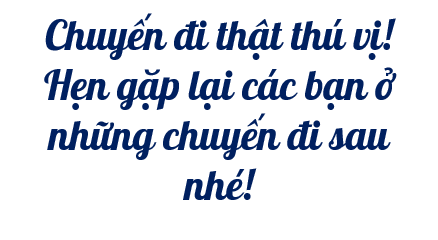 Chuyến đi thật thú vị!
Hẹn gặp lại các bạn ở
những chuyến đi sau
nhé!